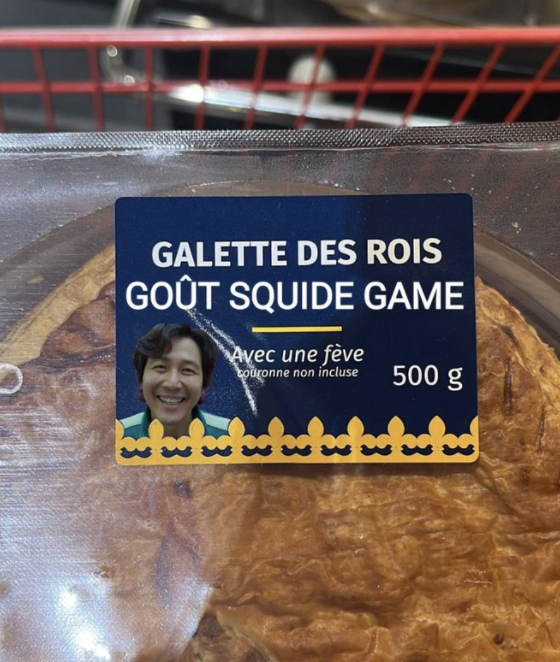 GALETTE DES ROIS
GOÛT SQUIDE GAME
Avec une fève
couronne non incluse
500 g